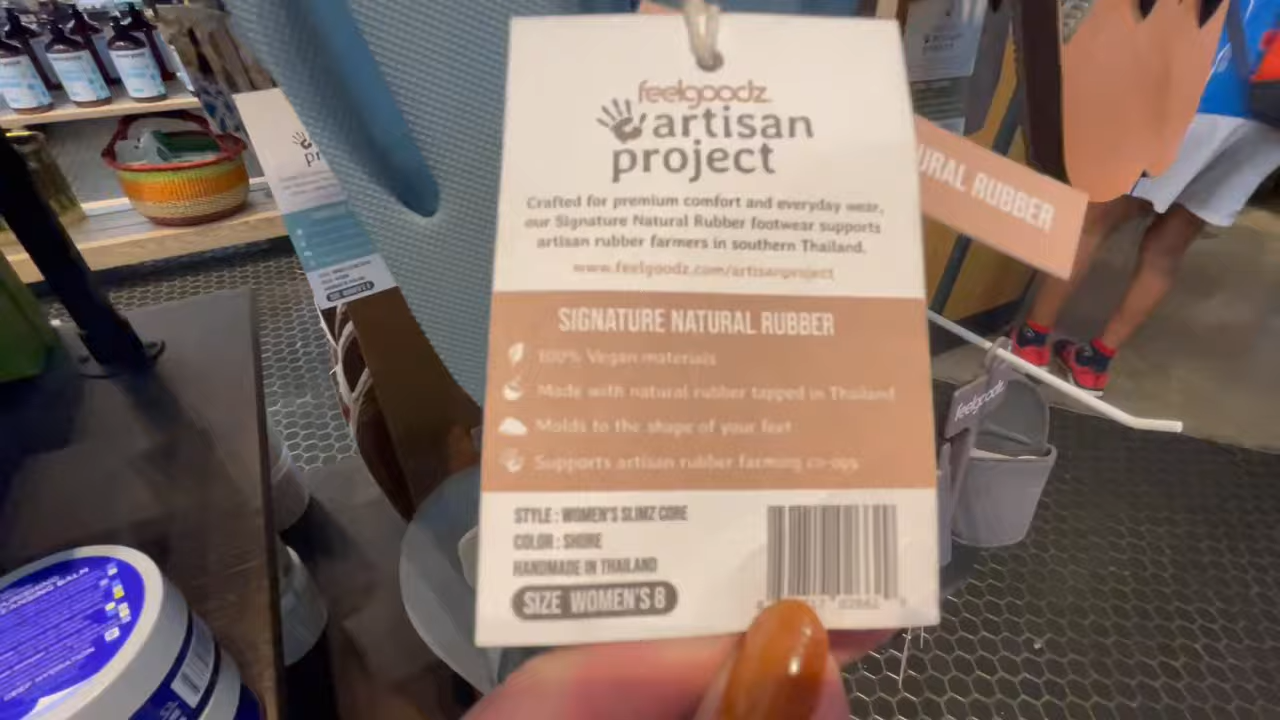 feelgoodz
artisan
project
Crafted for premium comfort and everyday wear,
our Signature Natural Rubber footwear supports
artisan rubber farmers in southern Thailand.
www.feelgoodz.com/artisanproject
SIGNATURE NATURAL RUBBER
100% Vegan materials
Made with natural rubber tapped in Thailand
Molds to the shape of your feet
Supports artisan rubber farming co-ops
STYLE : WOMEN'S SLIMZ CORE
COLOR : SHORE
HANDMADE IN THAILAND
SIZE WOMEN'S 8
URAL RUBBER
feelgoodz